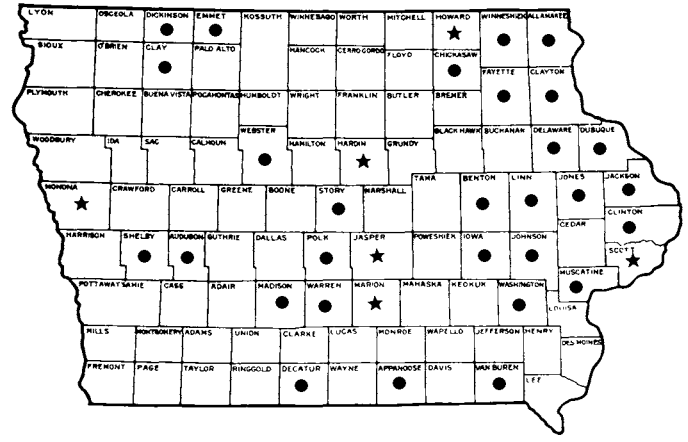 LYON OSCEOLA DICKINSON EMMET KOSSUTH WINNEBAGO WORTH MITCHELL HOWARD WINNESHIEK ALLAMAKEE
SIOUX O'BRIEN CLAY PALO ALTO HANCOCK CERRO GORDO FLOYD CHICKASAW
FAYETTE CLAYTON
PLYMOUTH CHEROKEE BUENA VISTA POCAHONTAS HUMBOLDT WRIGHT FRANKLIN BUTLER BREMER
WEBSTER BLACK HAWK BUCHANAN DELAWARE DUBUQUE
WOODBURY IDA SAC CALHOUN HAMILTON HARDIN GRUNDY
TAMA BENTON LINN JONES JACKSON
MONONA CRAWFORD CARROLL GREENE BOONE STORY MARSHALL
CLINTON
CEDAR
HARRISON SHELBY AUDUBON GUTHRIE DALLAS POLK JASPER POWESHIEK IOWA JOHNSON
SCOTT
MUSCATINE
POTTAWATTAMIE CASS ADAIR MADISON WARREN MARION MAHASKA KEOKUK WASHINGTON
LOUISA
MILLS MONTGOMERY ADAMS UNION CLARKE LUCAS MONROE WAPELLO JEFFERSON HENRY
DES MOINES
FREMONT PAGE TAYLOR RINGGOLD DECATUR WAYNE APPANOOSE DAVIS VAN BUREN
LEE